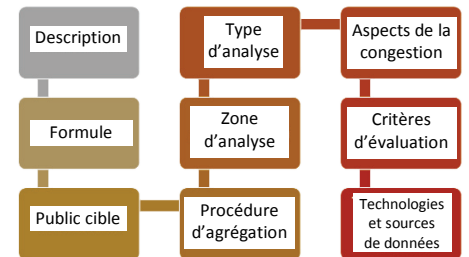 Description
Formule
Public cible
Procédure
d'agrégation
Zone
d'analyse
Type
d'analyse
Aspects de la
congestion
Critères
d'évaluation
Technologies
et sources
de données